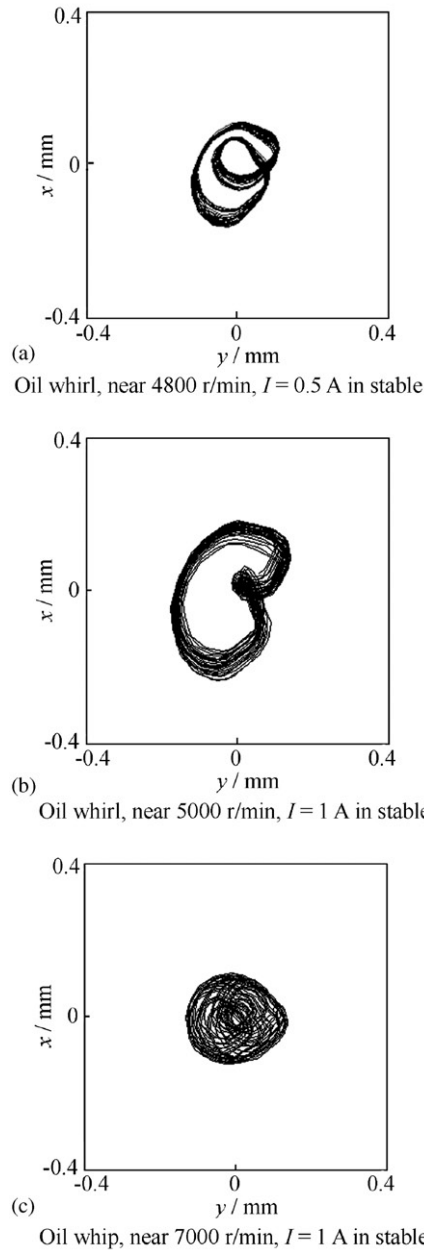 0.4
x / mm
0
-0.4
-0.4
0
0.4
y / mm
(a)
Oil whirl, near 4800 r/min, I = 0.5 A in stable
0.4
x / mm
0
-0.4
-0.4
0
0.4
y / mm
(b)
Oil whirl, near 5000 r/min, I = 1 A in stable
0.4
x / mm
0
-0.4
-0.4
0
0.4
y / mm
(c)
Oil whip, near 7000 r/min, I = 1 A in stable